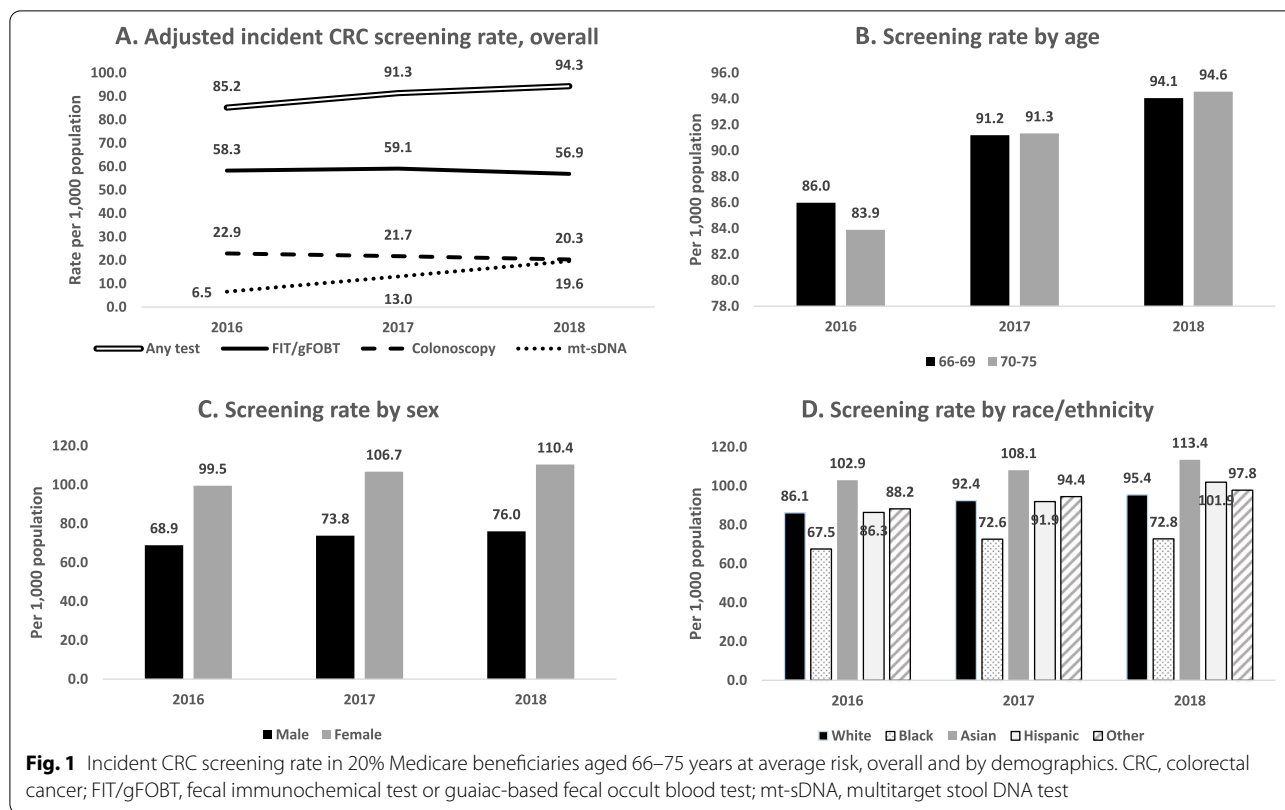 A. Adjusted incident CRC screening rate, overall
Rate per 1,000 population
100.0
90.0
80.0
70.0
60.0
50.0
40.0
30.0
20.0
10.0
0.0
85.2 91.3 94.3
58.3 59.1 56.9
22.9 21.7 20.3
6.5 13.0 19.6
2016 2017 2018
Any test FIT/gFOBT Colonoscopy mt-sDNA
B. Screening rate by age
Per 1,000 population
96.0
94.0
92.0
90.0
88.0
86.0
84.0
82.0
80.0
78.0
86.0 83.9 91.2 91.3 94.1 94.6
2016 2017 2018
66-69 70-75
C. Screening rate by sex
Per 1,000 population
120.0
100.0
80.0
60.0
40.0
20.0
0.0
68.9 99.5 73.8 106.7 76.0 110.4
2016 2017 2018
Male Female
D. Screening rate by race/ethnicity
Per 1,000 population
120.0
100.0
80.0
60.0
40.0
20.0
0.0
86.1 67.5 102.9 86.3 88.2 92.4 72.6 108.1 91.9 94.4 95.4 72.8 113.4 101.9 97.8
2016 2017 2018
White Black Asian Hispanic Other
Fig. 1 Incident CRC screening rate in 20% Medicare beneficiaries aged 66–75 years at average risk, overall and by demographics. CRC, colorectal
cancer; FIT/gFOBT, fecal immunochemical test or guaiac-based fecal occult blood test; mt-sDNA, multitarget stool DNA test